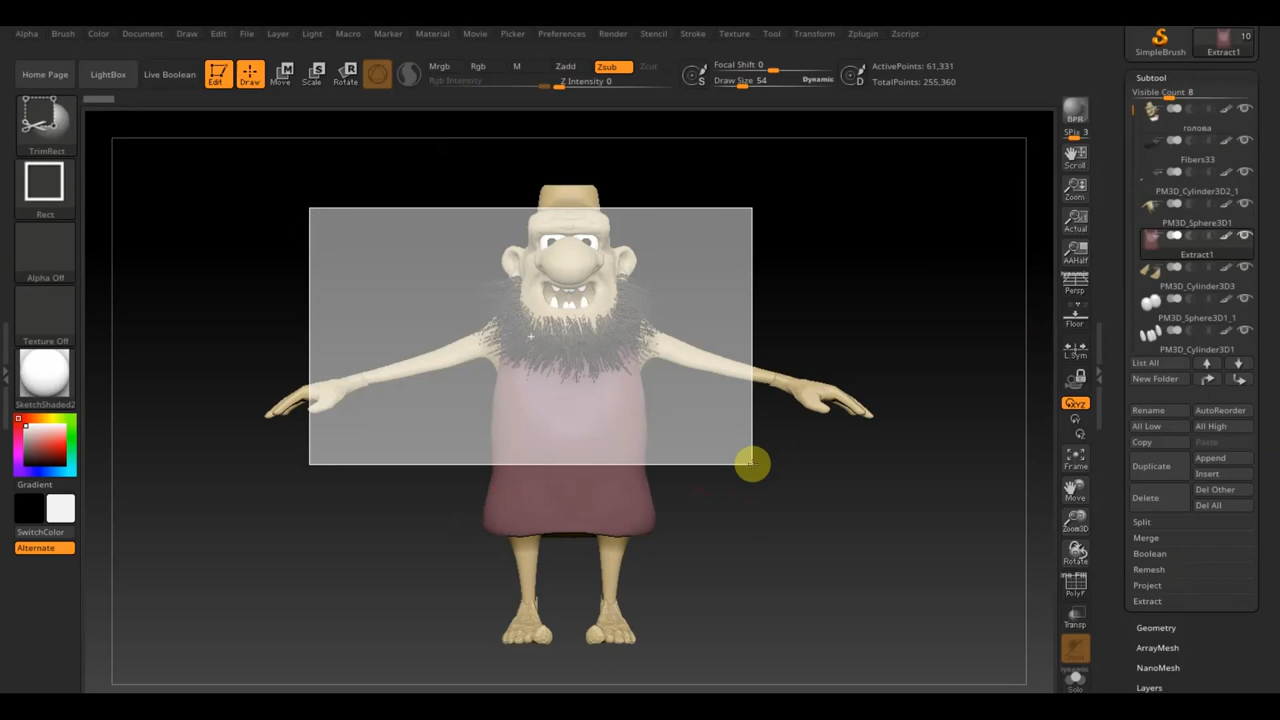 Alpha Brush Color Document Draw Edit File Layer Light Macro Marker Material Movie Picker Preferences Render Stencil Stroke Texture Tool Transform Zplugin Zscript
SimpleBrush
10
Extract1
Home Page
LightBox
Live Boolean
Edit
Draw
Move
Scale
Rotate
Mrgb Rgb M
Rgb Intensity
Zadd Zsub Zcut
Z Intensity 0
S
Focal Shift 0
Draw Size 54 Dynamic
D
ActivePoints: 61,331
TotalPoints: 255,360
TrimRect
Rect
Alpha Off
Texture Off
SketchShaded2
Gradient
SwitchColor
Alternate
BPR
SPix 3
Scroll
Zoom
Actual
AAHalf
Dynamic
Persp
Floor
L.Sym
XYZ
Y
Z
Frame
Move
Zoom3D
Rotate
PolyF
Transp
Ghost
Dynamic
Solo
Subtool
Visible Count 8
голова
Fibers33
PM3D_Cylinder3D2_1
PM3D_Sphere3D1
Extract1
PM3D_Cylinder3D3
PM3D_Sphere3D1_1
PM3D_Cylinder3D1
List All
New Folder
Rename AutoReorder
All Low All High
Copy Paste
Duplicate Append
Insert
Delete Del Other
Del All
Split
Merge
Boolean
Remesh
Project
Extract
Geometry
ArrayMesh
NanoMesh
Layers